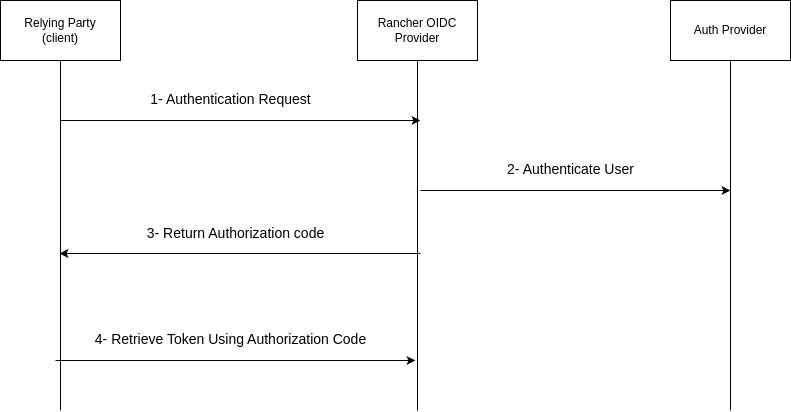 Relying Party
(client)
Rancher OIDC
Provider
Auth Provider
1- Authentication Request
2- Authenticate User
3- Return Authorization code
4- Retrieve Token Using Authorization Code